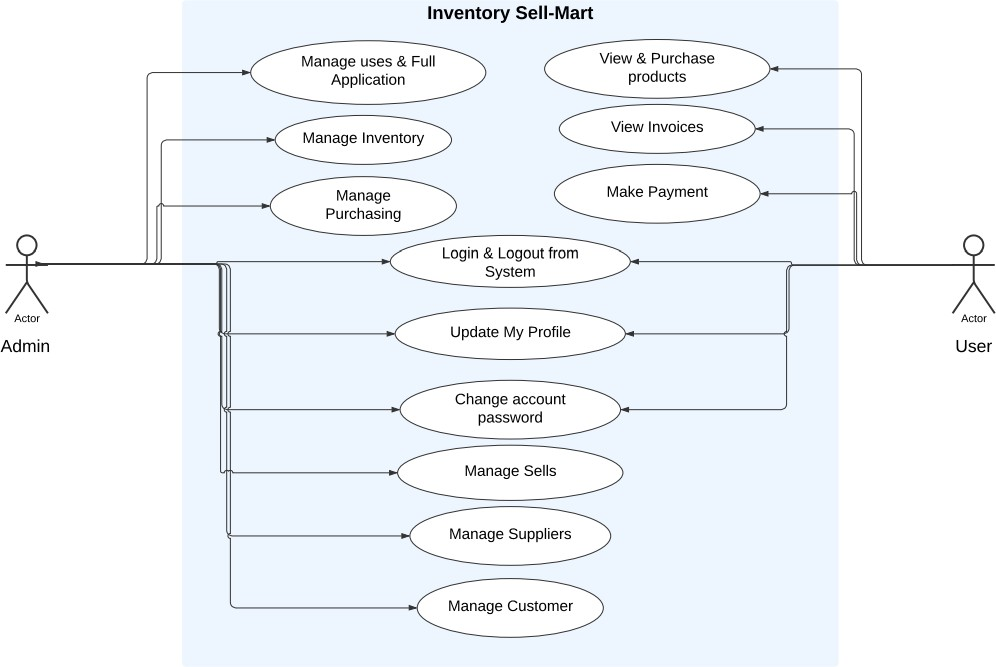 Inventory Sell-Mart
Manage uses & Full
Application
View & Purchase
products
Manage Inventory
View Invoices
Manage
Purchasing
Make Payment
Login & Logout from
System
Actor
Admin
Actor
User
Update My Profile
Change account
password
Manage Sells
Manage Suppliers
Manage Customer